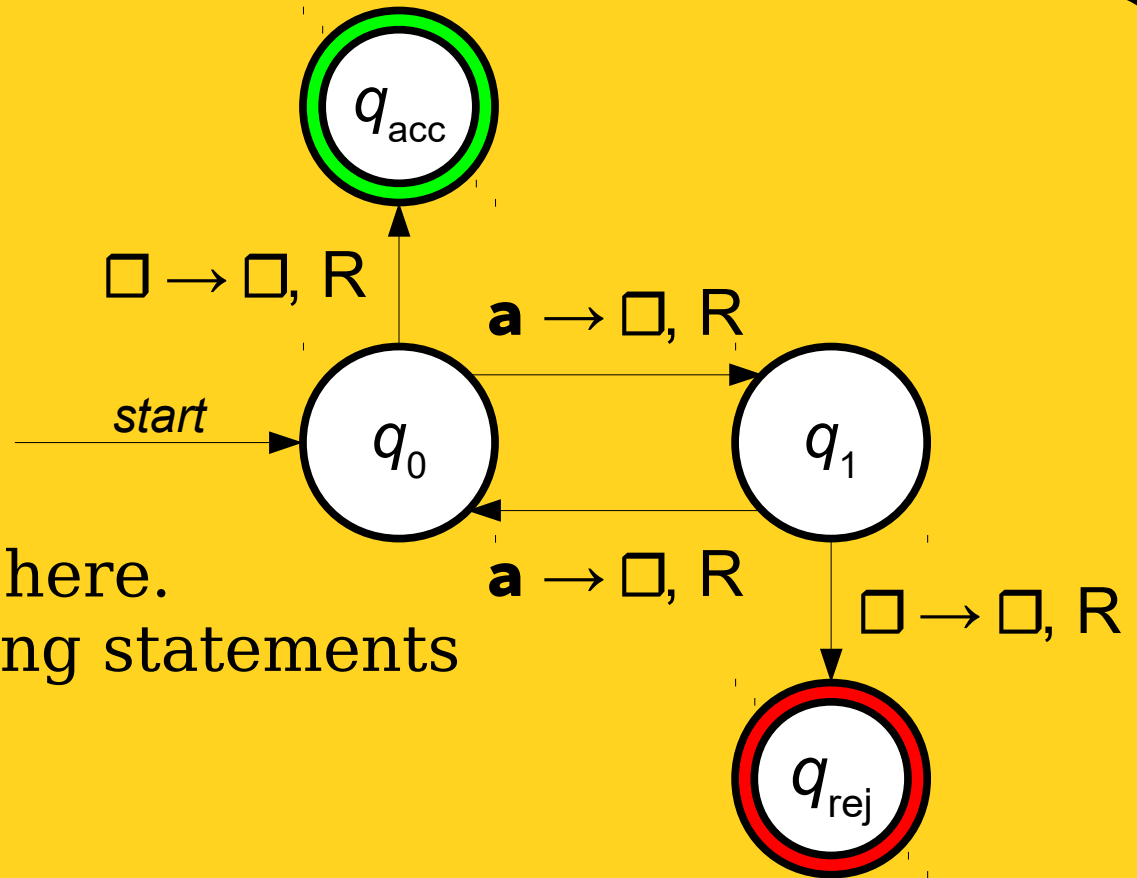 qacc
☐ → ☐, R
a → ☐, R
start
q0
q1
a → ☐, R
☐ → ☐, R
here.
ng statements
qrej